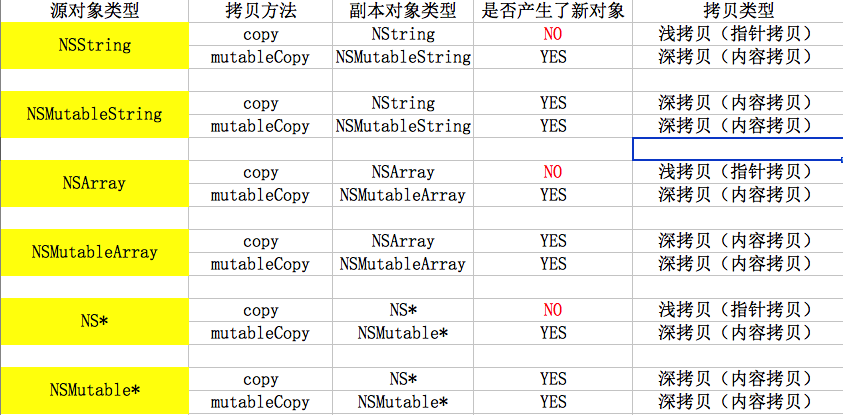 源对象类型 拷贝方法 副本对象类型 是否产生了新对象 拷贝类型
NSString copy NString NO 浅拷贝（指针拷贝）
mutableCopy NSMutableString YES 深拷贝（内容拷贝）
NSMutableString copy NString YES 深拷贝（内容拷贝）
mutableCopy NSMutableString YES 深拷贝（内容拷贝）
NSArray copy NSArray NO 浅拷贝（指针拷贝）
mutableCopy NSMutableArray YES 深拷贝（内容拷贝）
NSMutableArray copy NSArray YES 深拷贝（内容拷贝）
mutableCopy NSMutableArray YES 深拷贝（内容拷贝）
NS* copy NS* NO 浅拷贝（指针拷贝）
mutableCopy NSMutable* YES 深拷贝（内容拷贝）
NSMutable* copy NS* YES 深拷贝（内容拷贝）
mutableCopy NSMutable* YES 深拷贝（内容拷贝）